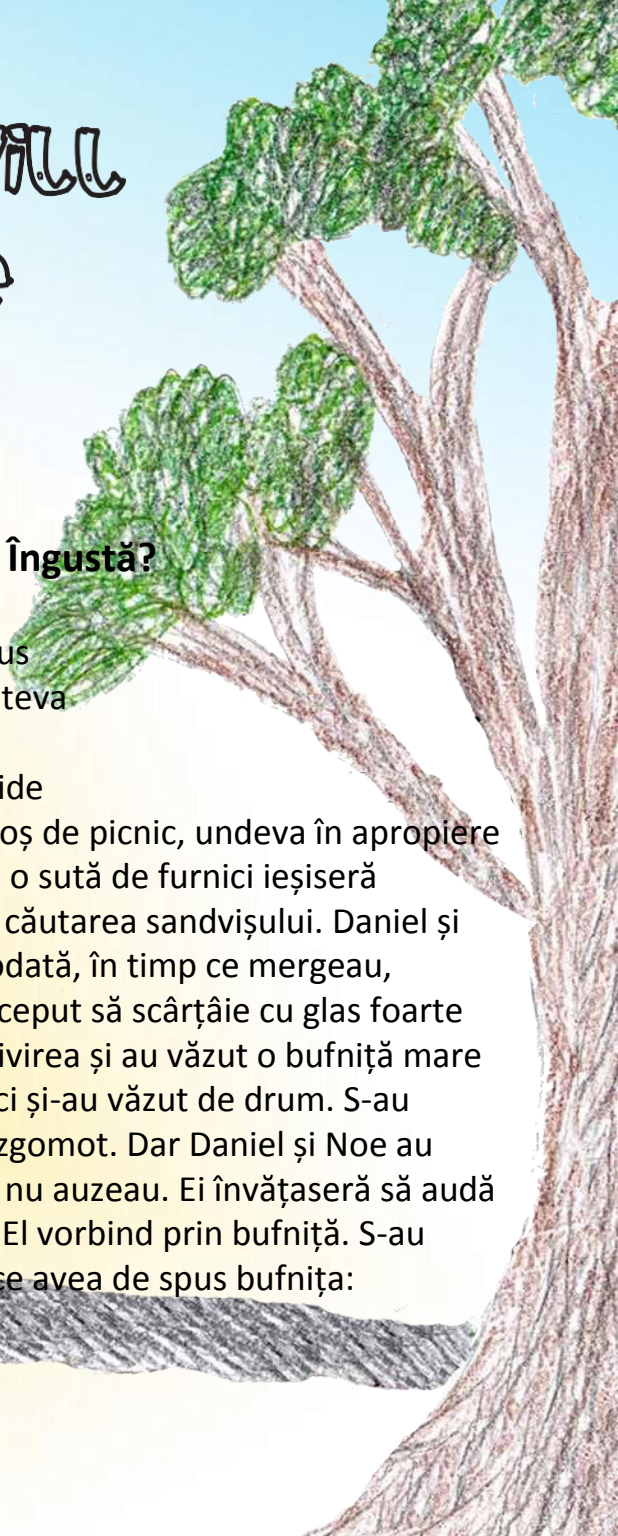 ill
e
Îngustă?
us
teva
ide
oș de picnic, undeva în apropiere
o sută de furnici ieșiseră
căutarea sandvișului. Daniel și
odată, în timp ce mergeau,
ceput să scârțâie cu glas foarte
ivirea și au văzut o bufniță mare
ci și-au văzut de drum. S-au
zgomot. Dar Daniel și Noe au
nu auzeau. Ei învățaseră să audă
El vorbind prin bufniță. S-au
ce avea de spus bufnița: